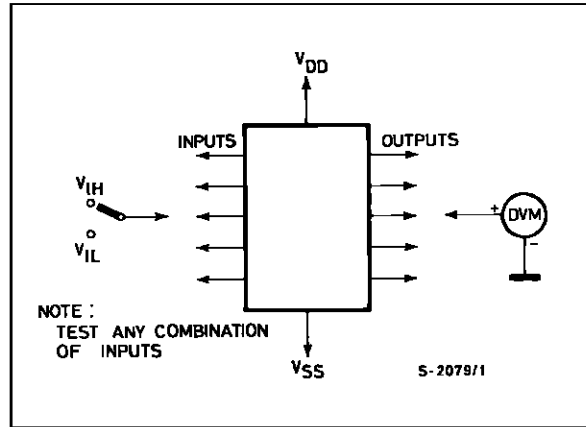 VDD
INPUTS
OUTPUTS
VIH
VIL
+
DVM
-
NOTE :
TEST ANY COMBINATION
OF INPUTS
VSS
S-2079/1